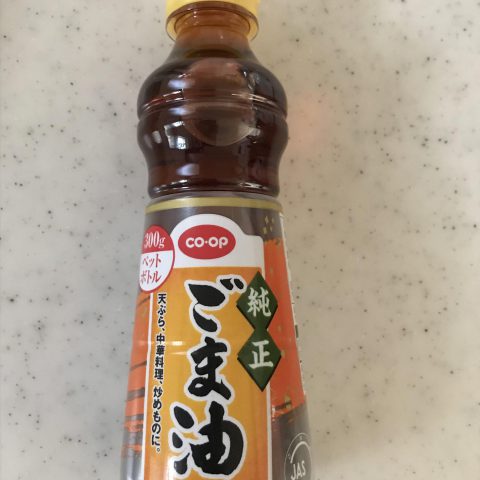 300g
ペット
ボトル
CO·OP
純正
ごま油
天ぷら、中華料理、炒めものに。
JAS